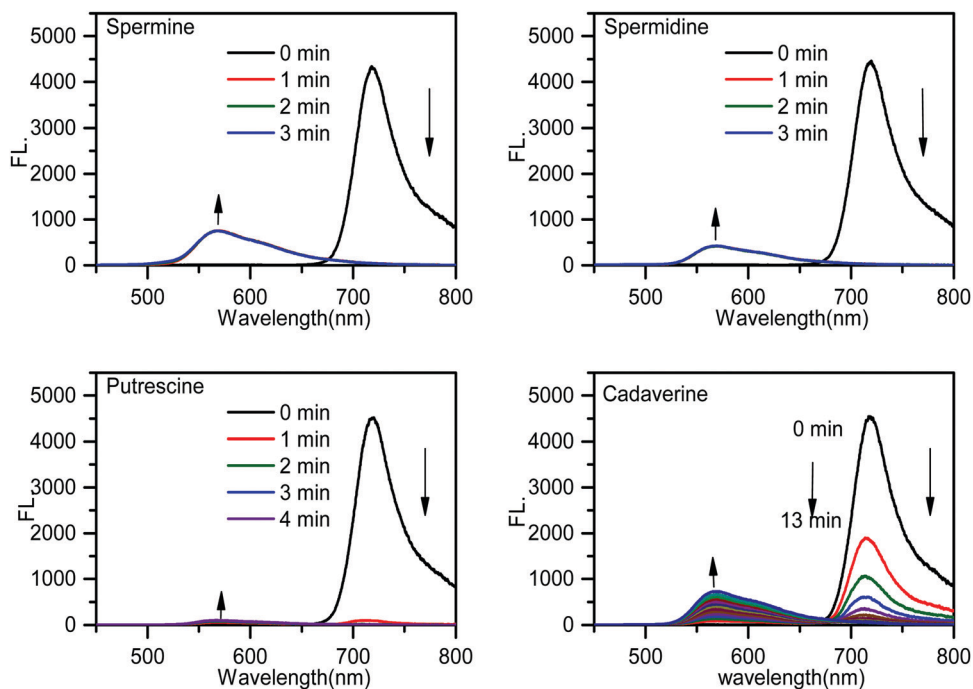 Spermine
0 min
1 min
2 min
3 min
5000
4000
3000
2000
1000
0
FL.
500 600 700 800
Wavelength(nm)
Spermidine
0 min
1 min
2 min
3 min
5000
4000
3000
2000
1000
0
FL.
500 600 700 800
Wavelength(nm)
Putrescine
0 min
1 min
2 min
3 min
4 min
5000
4000
3000
2000
1000
0
FL.
500 600 700 800
Wavelength(nm)
Cadaverine
0 min
13 min
5000
4000
3000
2000
1000
0
FL.
500 600 700 800
wavelength(nm)